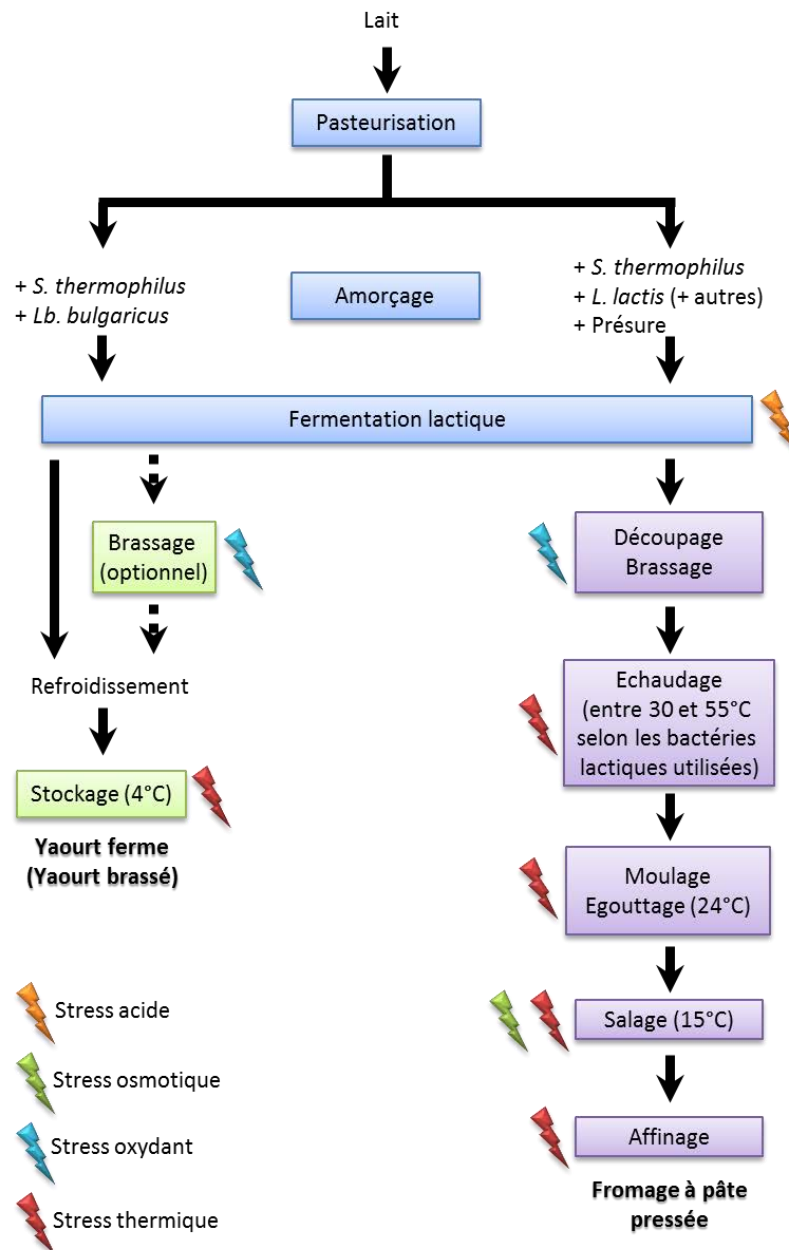 Lait
Pasteurisation
+ S. thermophilus
+ Lb. bulgaricus
Amorçage
+ S. thermophilus
+ L. lactis (+ autres)
+ Présure
Fermentation lactique
Brassage
(optionnel)
Découpage
Brassage
Refroidissement
Echaudage
(entre 30 et 55°C
selon les bactéries
lactiques utilisées)
Stockage (4°C)
Yaourt ferme
(Yaourt brassé)
Moulage
Egouttage (24°C)
Salage (15°C)
Affinage
Fromage à pâte
pressée
Stress acide
Stress osmotique
Stress oxydant
Stress thermique